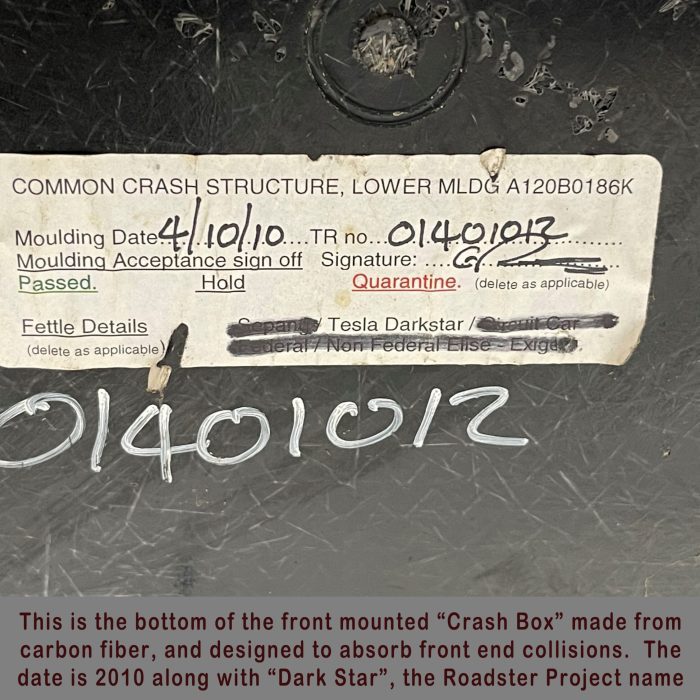 COMMON CRASH STRUCTURE, LOWER MLDG A120B0186K
Moulding Date: 4/10/10....TR no...01401012............
Moulding Acceptance sign off Signature: ....
Passed. Hold Quarantine. (delete as applicable)
Fettle Details / Tesla Darkstar / Circuit Car
(delete as applicable) Federal / Non Federal Elise - Exige
01401012
This is the bottom of the front mounted “Crash Box” made from
carbon fiber, and designed to absorb front end collisions. The
date is 2010 along with “Dark Star”, the Roadster Project name